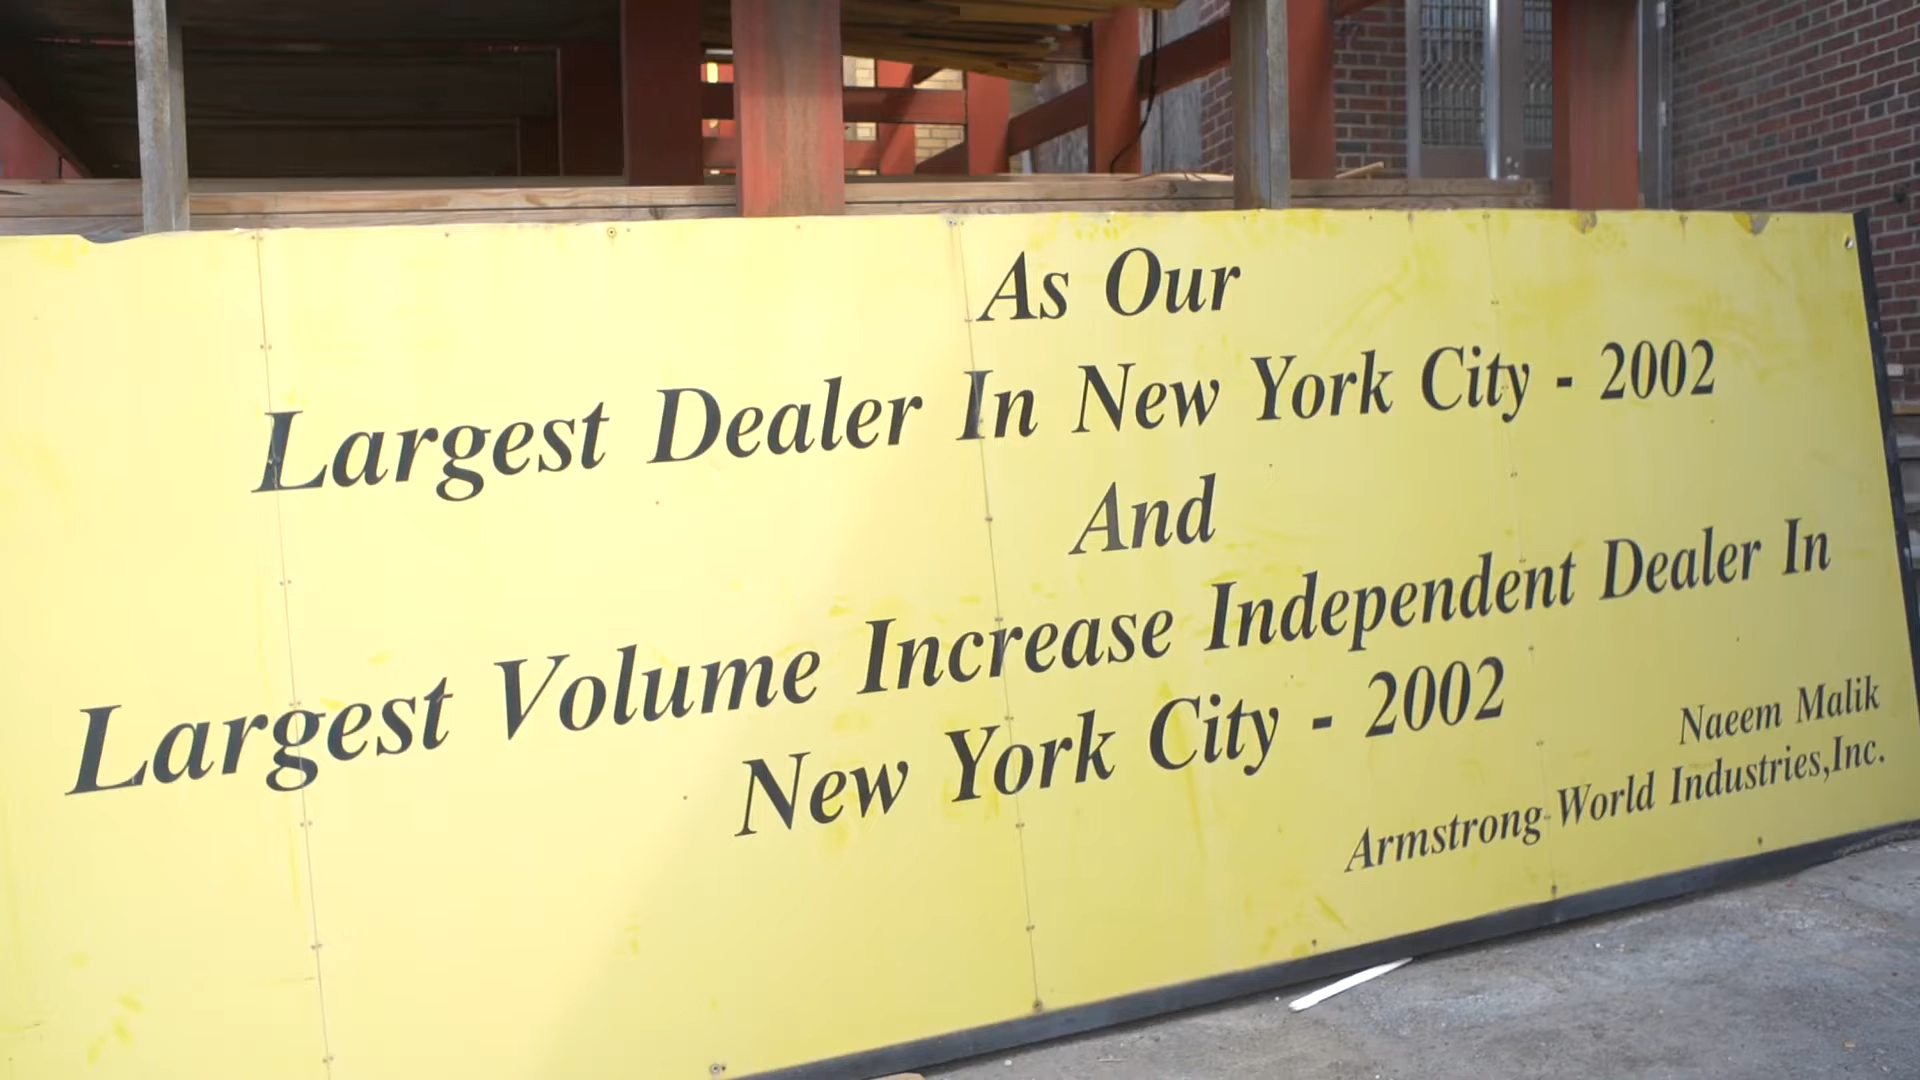 As Our
Largest Dealer In New York City - 2002
And
Largest Volume Increase Independent Dealer In
New York City - 2002
Naeem Malik
Armstrong World Industries,Inc.